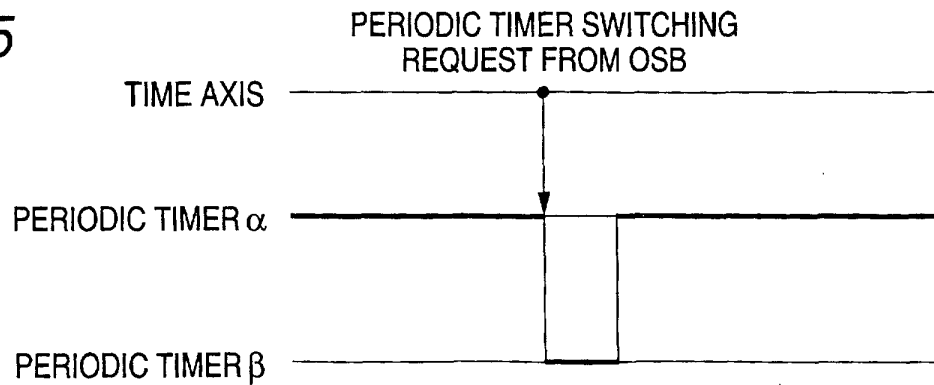 5
PERIODIC TIMER SWITCHING
REQUEST FROM OSB
TIME AXIS
PERIODIC TIMER α
PERIODIC TIMER β